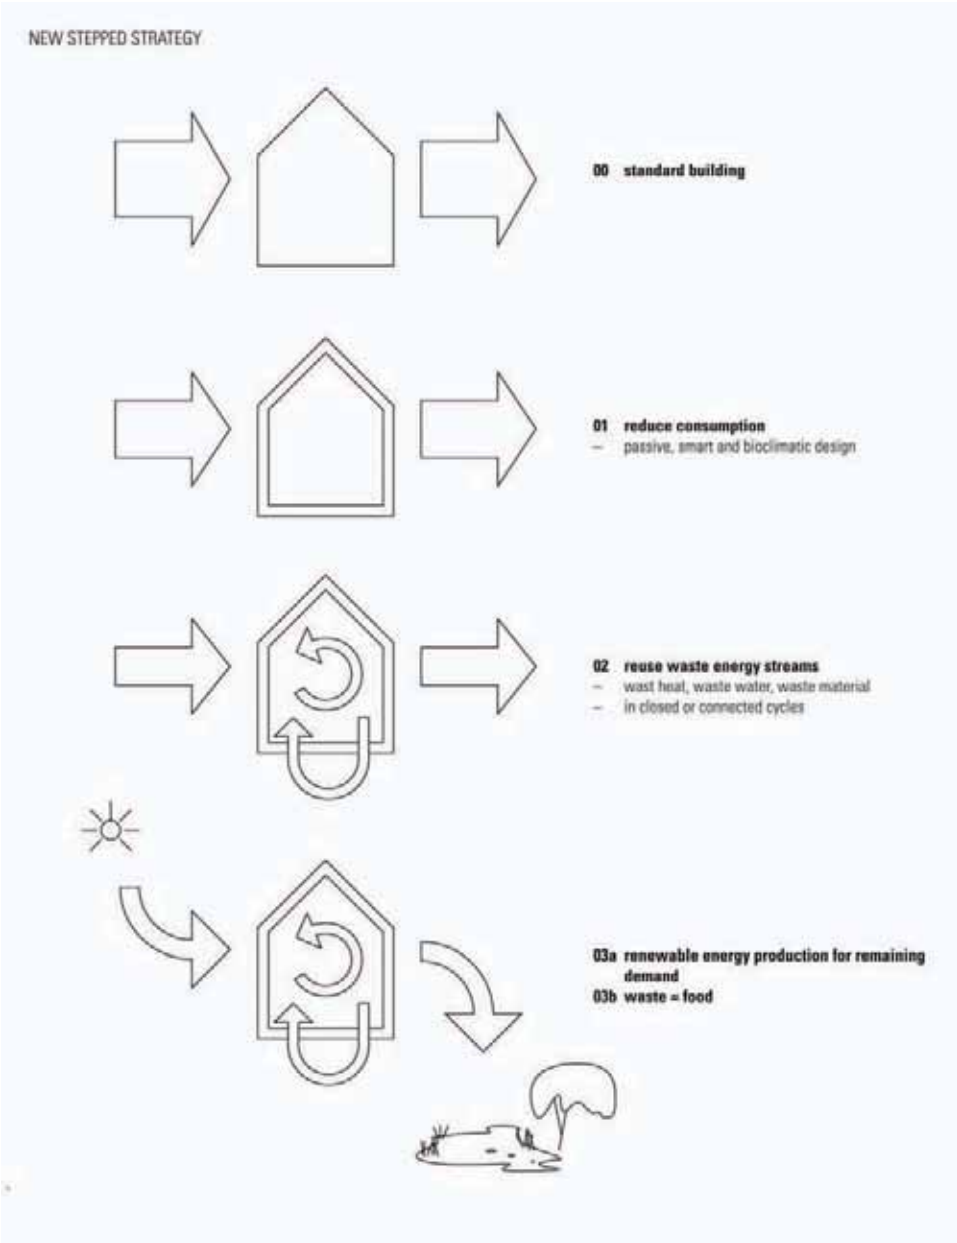 NEW STEPPED STRATEGY
00 standard building
01 reduce consumption
– passive, smart and bioclimatic design
02 reuse waste energy streams
– wast heat, waste water, waste material
– in closed or connected cycles
03a renewable energy production for remaining
demand
03b waste = food